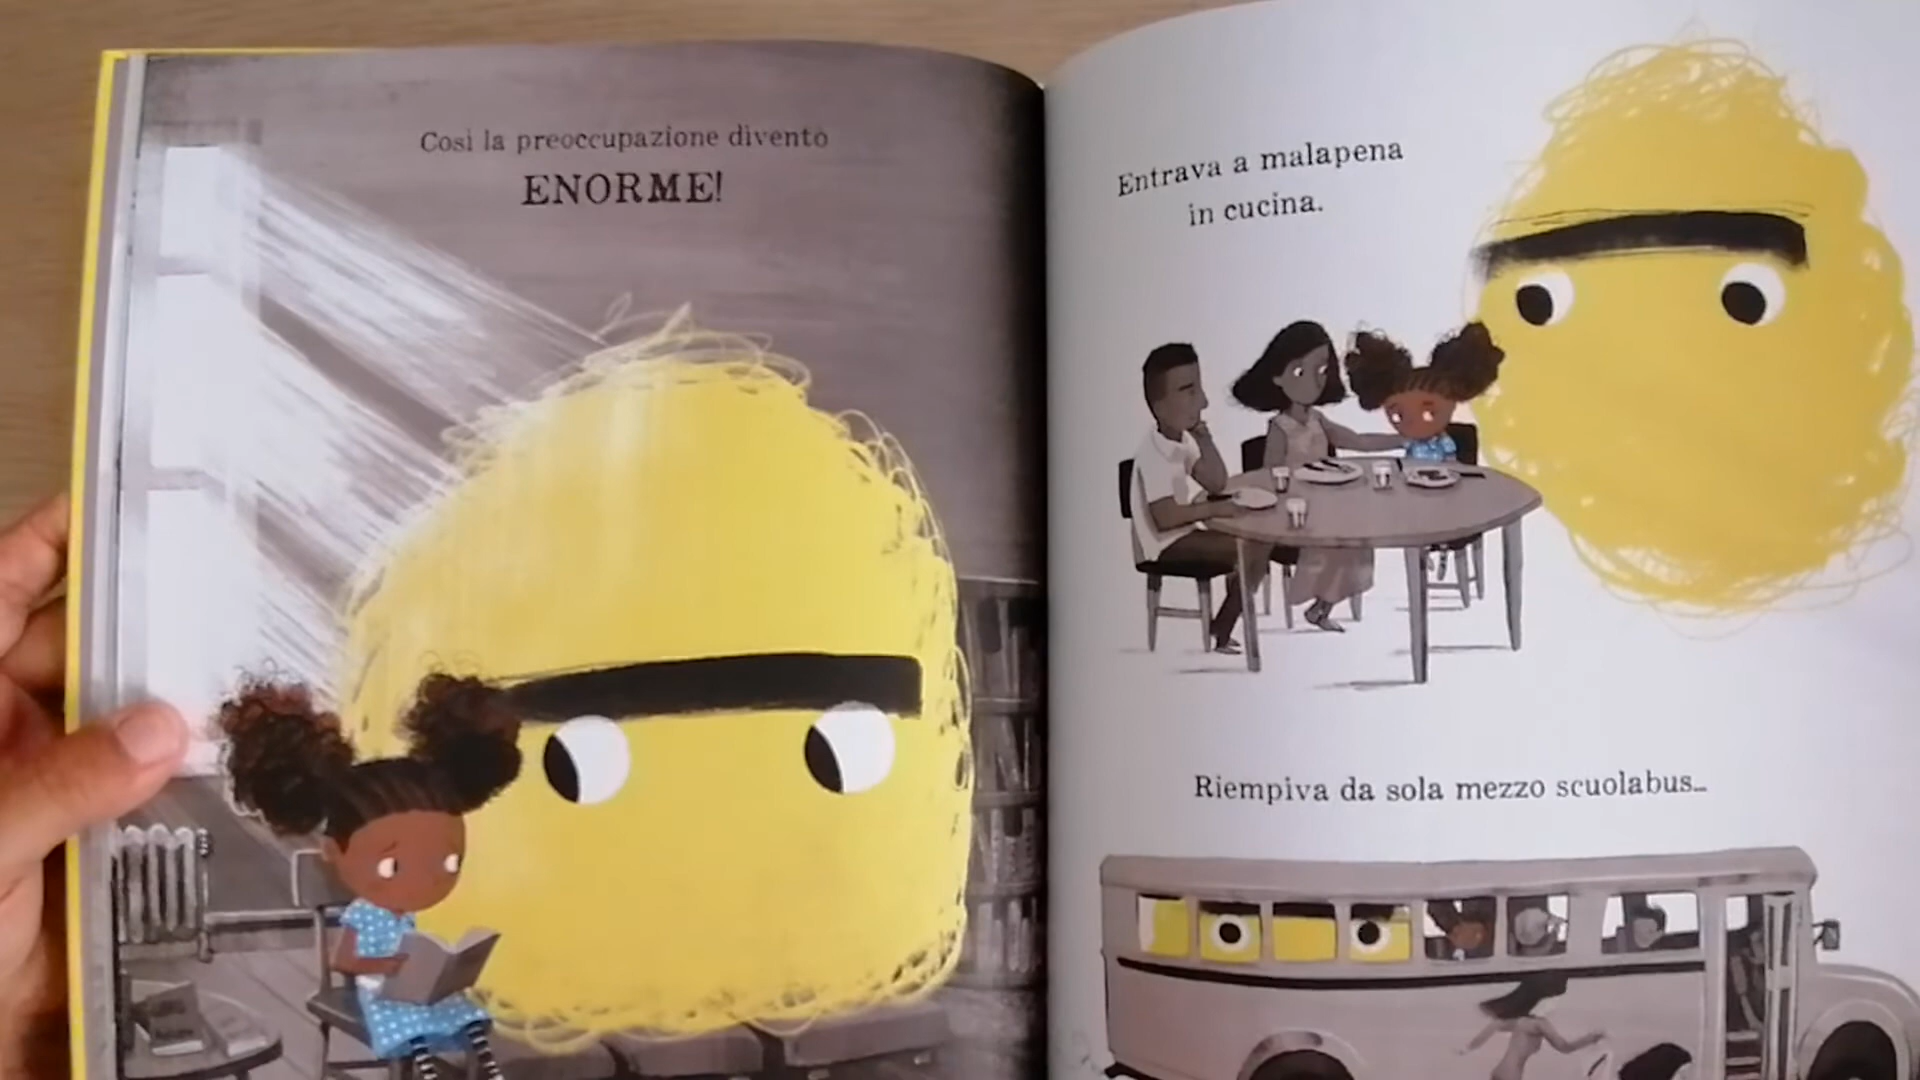 Così la preoccupazione diventò
ENORME!
Entrava a malapena
in cucina.
Riempiva da sola mezzo scuolabus...